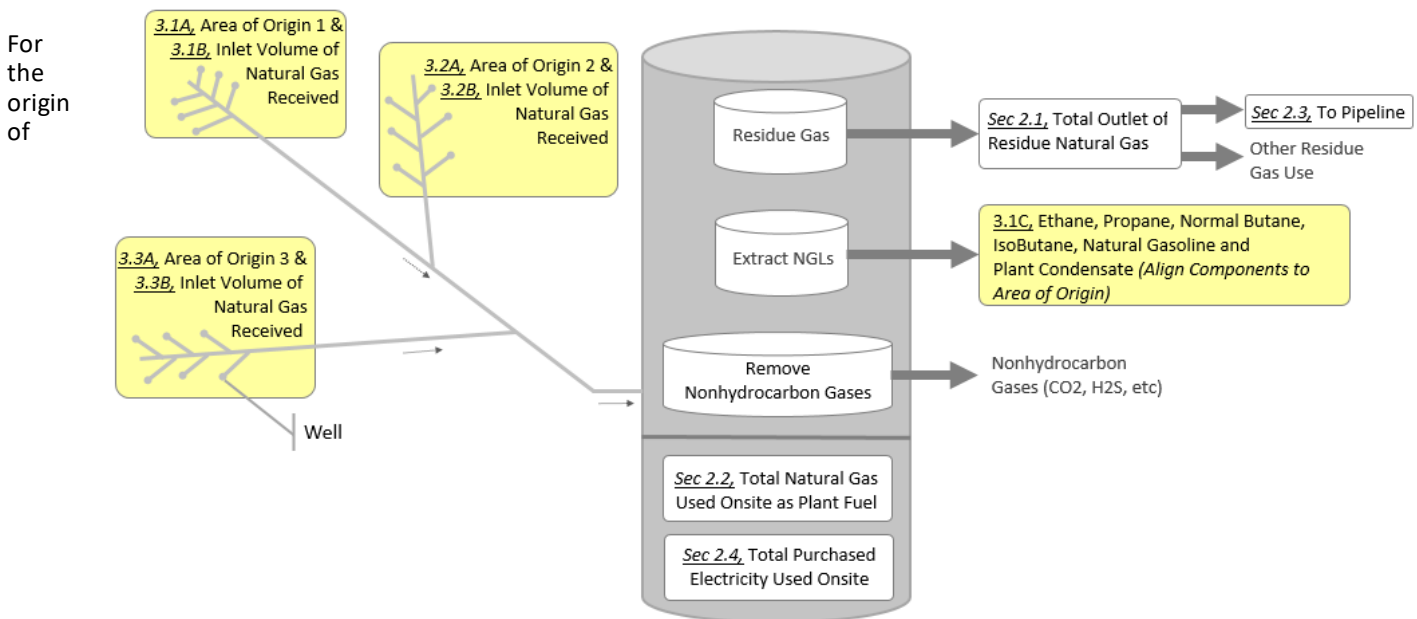 For
the
origin
of
3.1A, Area of Origin 1 &
3.1B, Inlet Volume of
Natural Gas
Received
3.2A, Area of Origin 2 &
3.2B, Inlet Volume of
Natural Gas
Received
3.3A, Area of Origin 3 &
3.3B, Inlet Volume of
Natural Gas
Received
Well
Residue Gas
Sec 2.1, Total Outlet of
Residue Natural Gas
Sec 2.3, To Pipeline
Other Residue
Gas Use
Extract NGLs
3.1C, Ethane, Propane, Normal Butane,
IsoButane, Natural Gasoline and
Plant Condensate (Align Components to
Area of Origin)
Remove
Nonhydrocarbon Gases
Nonhydrocarbon
Gases (CO2, H2S, etc)
Sec 2.2, Total Natural Gas
Used Onsite as Plant Fuel
Sec 2.4, Total Purchased
Electricity Used Onsite